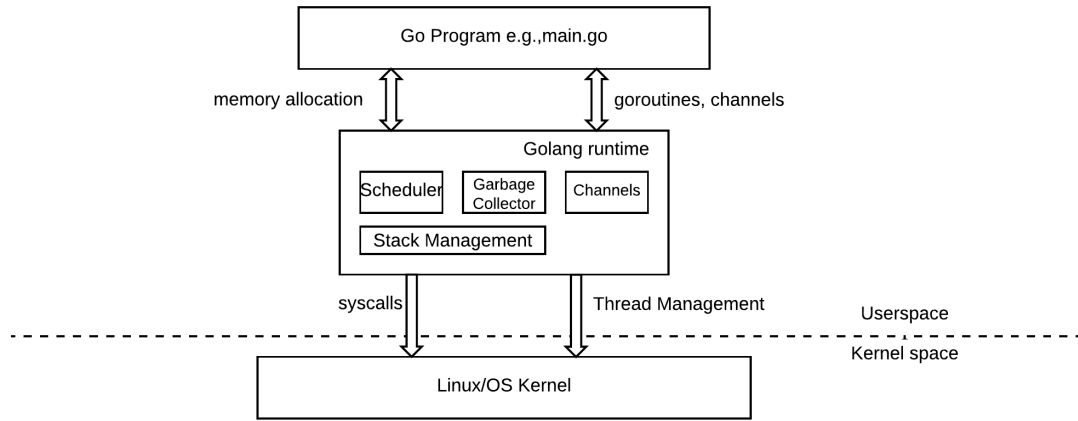 Go Program e.g.,main.go
memory allocation
goroutines, channels
Golang runtime
Scheduler
Garbage
Collector
Channels
Stack Management
syscalls
Thread Management
Userspace
Kernel space
Linux/OS Kernel